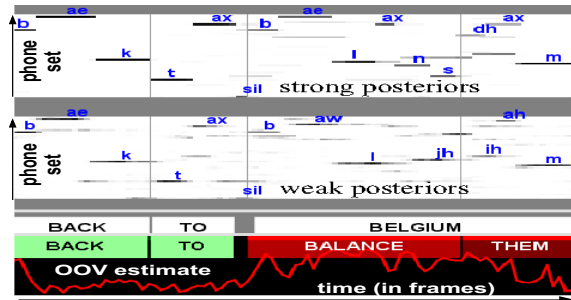 ae ax ae ax
b b dh
k l n m
t s
sil strong posteriors
phone set
ae ax aw ah
b b
k l jh ih m
t
sil weak posteriors
phone set
BACK TO BELGIUM
BACK TO BALANCE THEM
OOV estimate
time (in frames)